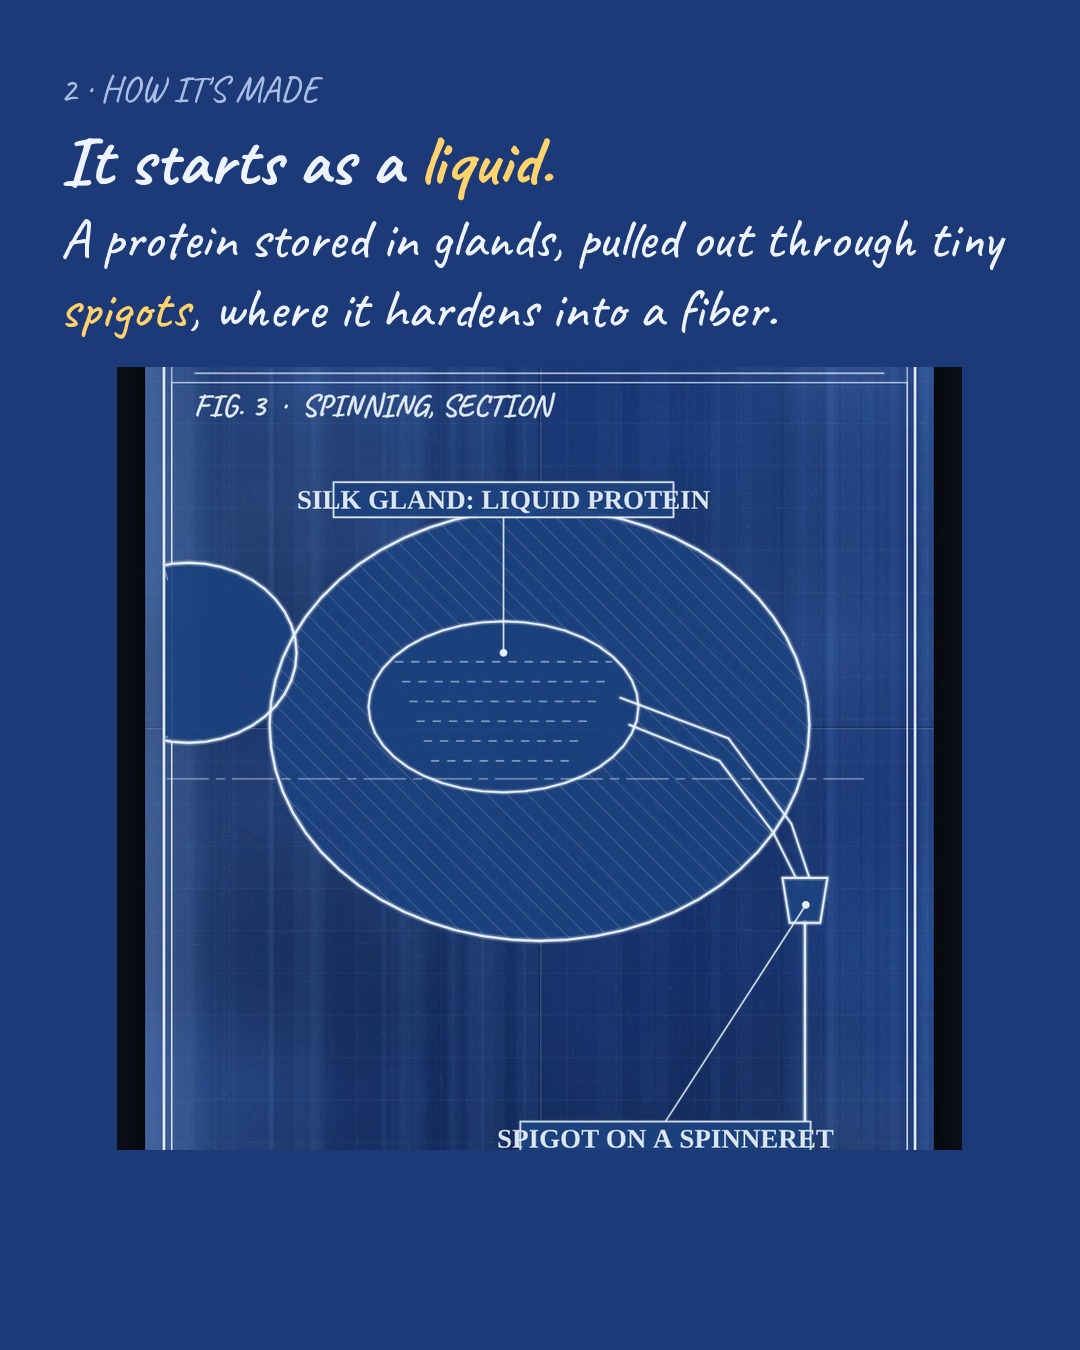 2 · HOW IT'S MADE
It starts as a liquid.
A protein stored in glands, pulled out through tiny
spigots, where it hardens into a fiber.
FIG. 3 · SPINNING, SECTION
SILK GLAND: LIQUID PROTEIN
SPIGOT ON A SPINNERET